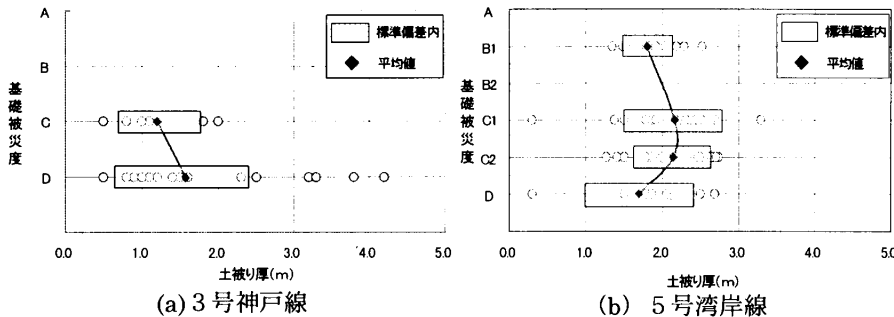 A
B
C
D
基礎被災度
標準偏差内
平均値
0.0 1.0 2.0 3.0 4.0 5.0
土被り厚(m)
(a) 3号神戸線
A
B1
B2
C1
C2
D
基礎被災度
標準偏差内
平均値
0.0 1.0 2.0 3.0 4.0 5.0
土被り厚(m)
(b) 5号湾岸線